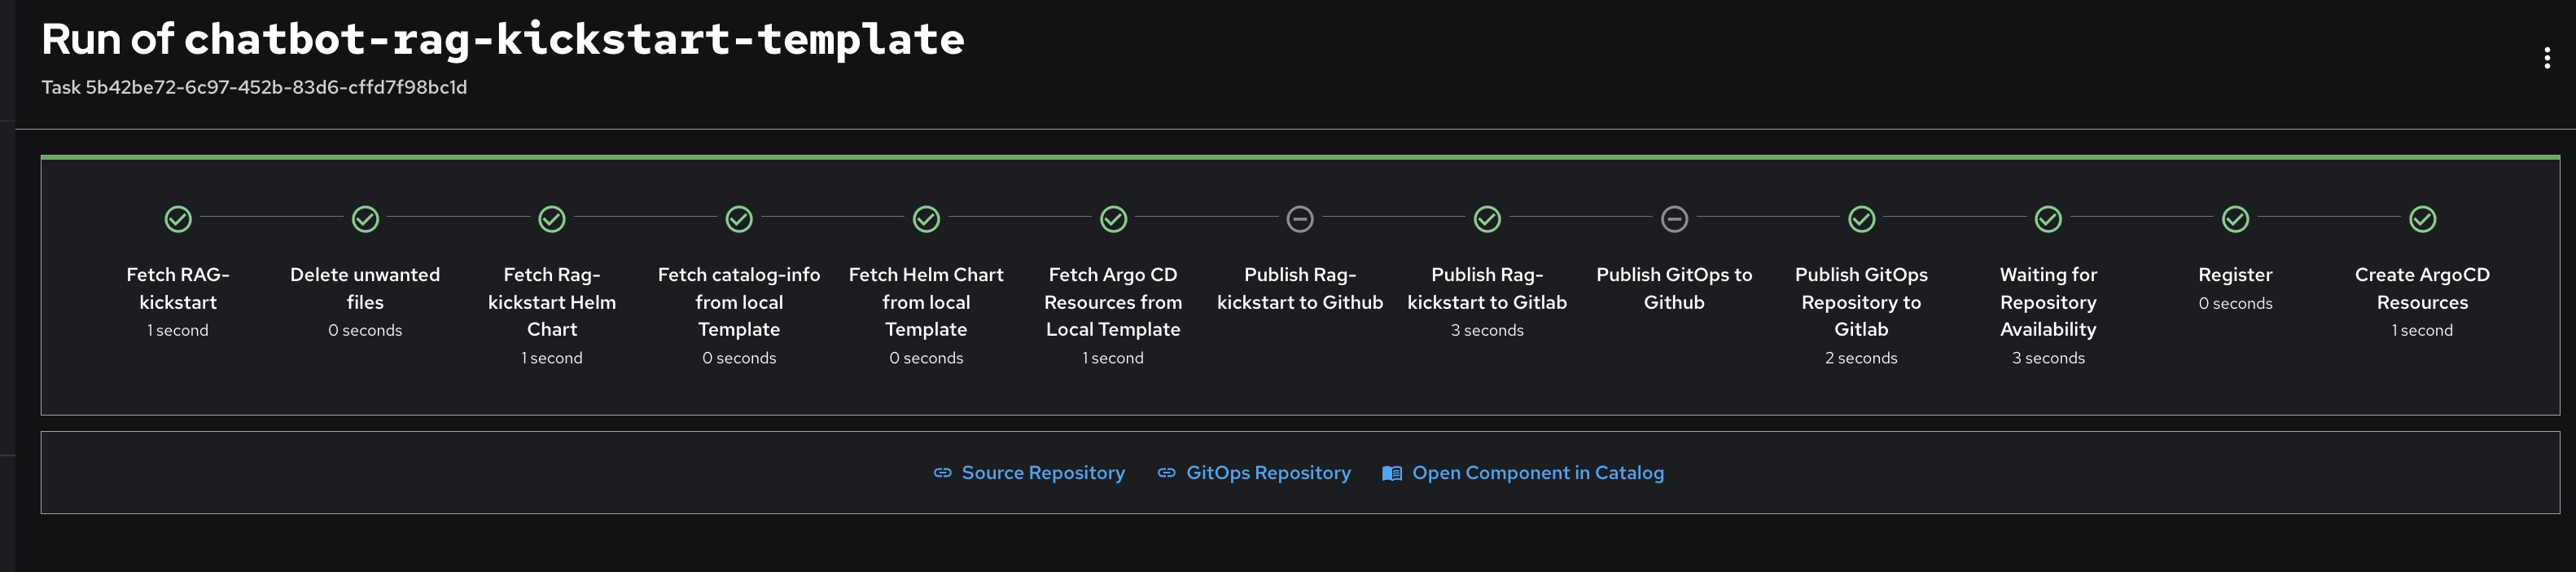 Run of chatbot-rag-kickstart-template
Task 5b42be72-6c97-452b-83d6-cffd7f98bc1d
Fetch RAG-
kickstart
1 second
Delete unwanted
files
0 seconds
Fetch Rag-
kickstart Helm
Chart
1 second
Fetch catalog-info
from local
Template
0 seconds
Fetch Helm Chart
from local
Template
0 seconds
Fetch Argo CD
Resources from
Local Template
1 second
Publish Rag-
kickstart to Github
Publish Rag-
kickstart to Gitlab
3 seconds
Publish GitOps to
Github
Publish GitOps
Repository to
Gitlab
2 seconds
Waiting for
Repository
Availability
3 seconds
Register
0 seconds
Create ArgoCD
Resources
1 second
Source Repository
GitOps Repository
Open Component in Catalog